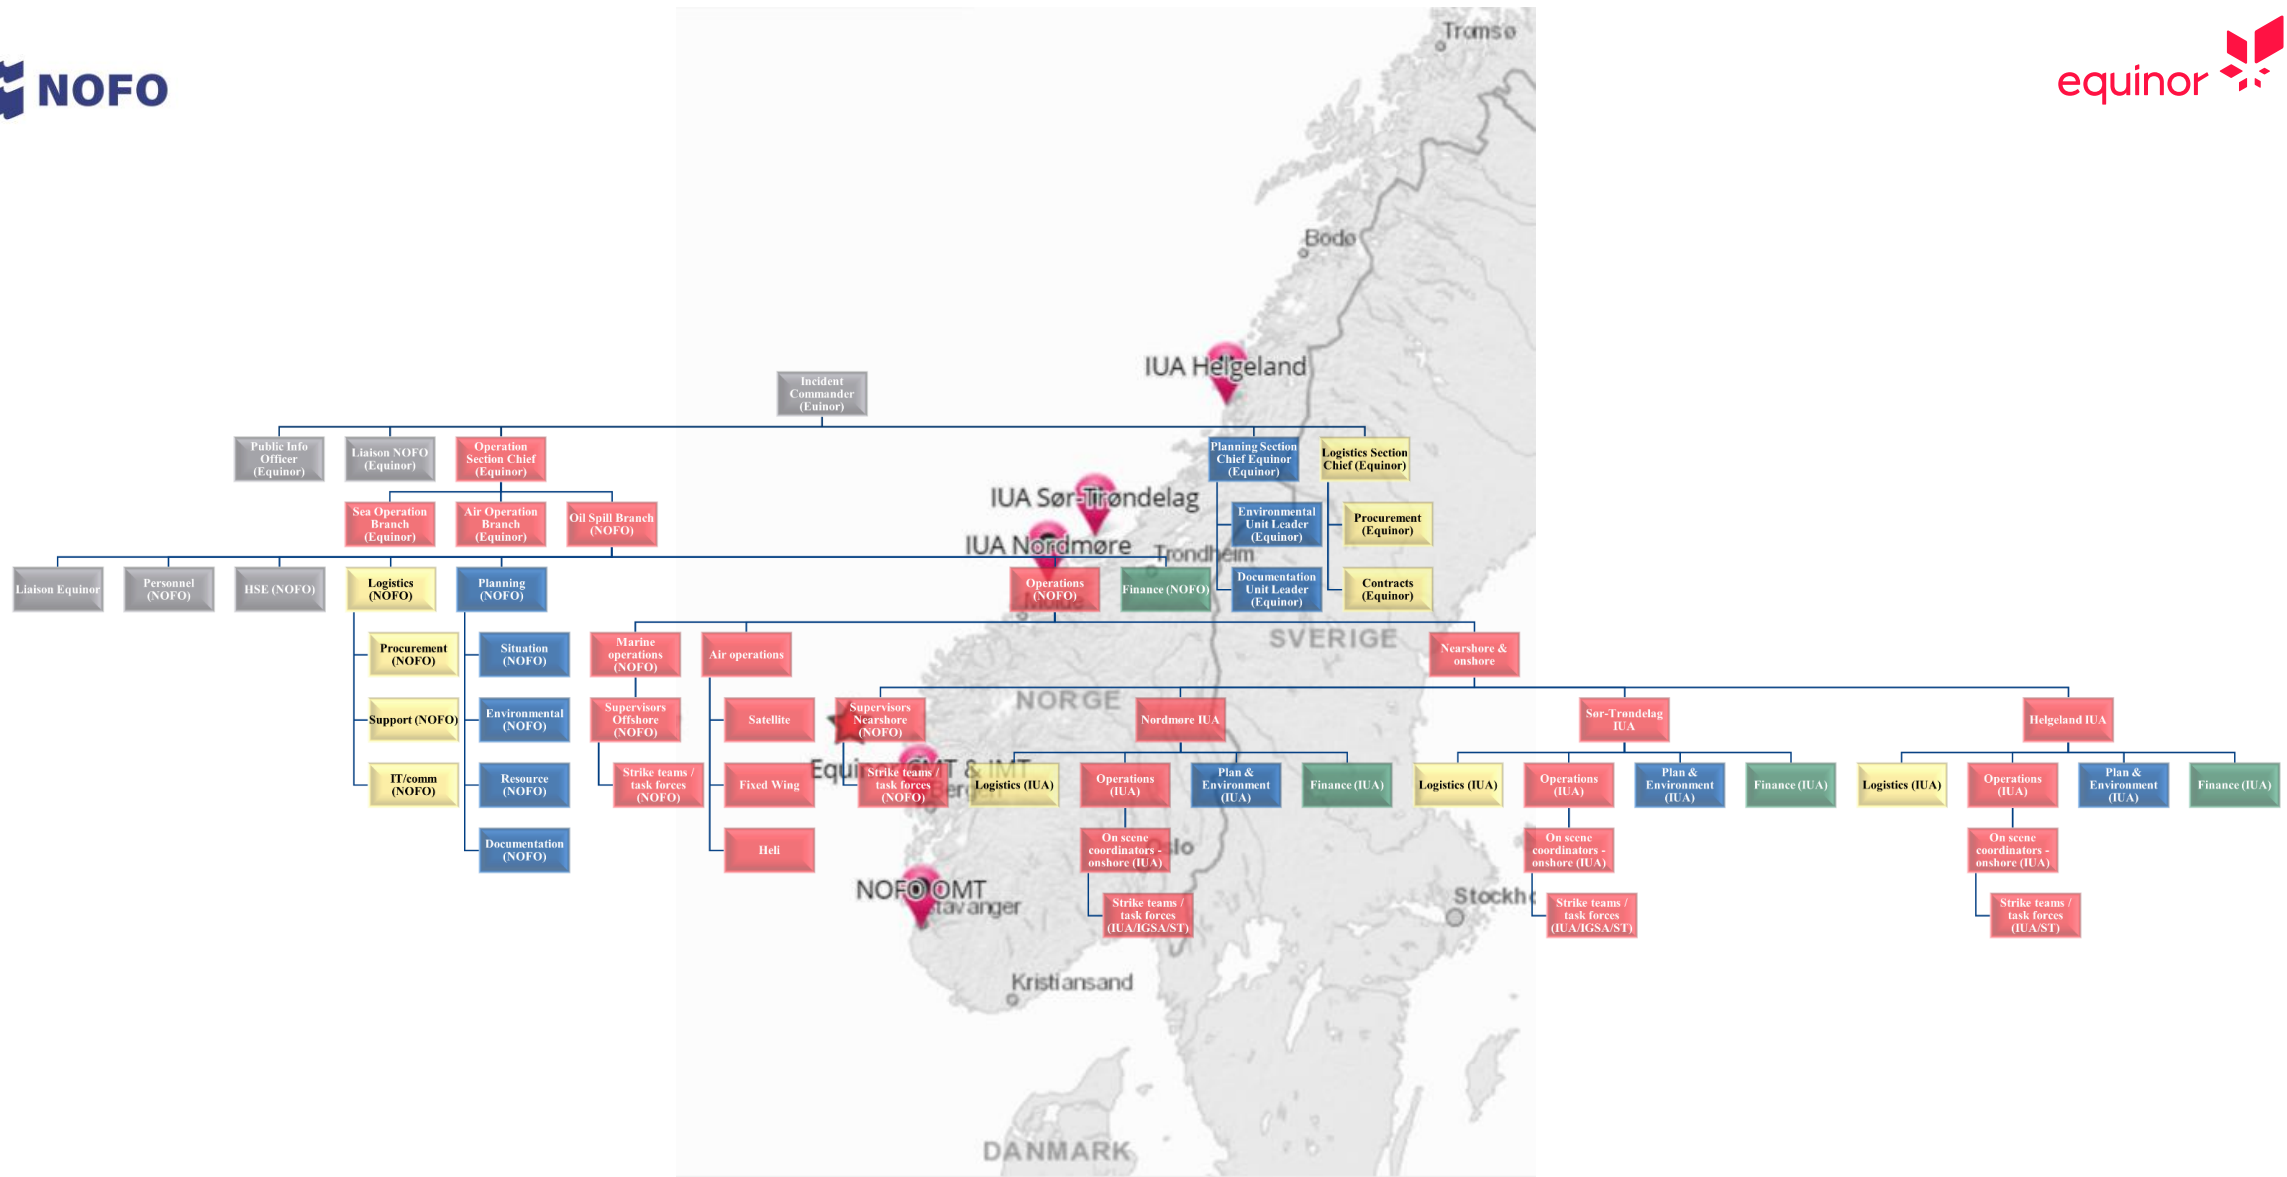 Tromsø
NOFO
equinor
Bodø
IUA Helgeland
Incident
Commander
(Euinor)
Public Info
Officer
(Equinor)
Liaison NOFO
(Equinor)
Operation
Section Chief
(Equinor)
Planning Section
Chief Equinor
(Equinor)
Logistics Section
Chief (Equinor)
IUA Sør-Trøndelag
Sea Operation
Branch
(Equinor)
Air Operation
Branch
(Equinor)
Oil Spill Branch
(NOFO)
Environmental
Unit Leader
(Equinor)
Procurement
(Equinor)
IUA Nordmøre
Trondheim
Liaison Equinor
Personnel
(NOFO)
HSE (NOFO)
Logistics
(NOFO)
Planning
(NOFO)
Operations
(NOFO)
Finance (NOFO)
Documentation
Unit Leader
(Equinor)
Contracts
(Equinor)
Molde
SVERIGE
Procurement
(NOFO)
Situation
(NOFO)
Marine
operations
(NOFO)
Air operations
Nearshore &
onshore
NORGE
Support (NOFO)
Environmental
(NOFO)
Supervisors
Offshore
(NOFO)
Satellite
Supervisors
Nearshore
(NOFO)
Nordmøre IUA
Sør-Trøndelag
IUA
Helgeland IUA
Equinor OMT & IMT
Bergen
IT/comm
(NOFO)
Resource
(NOFO)
Strike teams /
task forces
(NOFO)
Fixed Wing
Strike teams /
task forces
(NOFO)
Logistics (IUA)
Operations
(IUA)
Plan &
Environment
(IUA)
Finance (IUA)
Logistics (IUA)
Operations
(IUA)
Plan &
Environment
(IUA)
Finance (IUA)
Logistics (IUA)
Operations
(IUA)
Plan &
Environment
(IUA)
Finance (IUA)
Documentation
(NOFO)
Heli
On scene
coordinators -
onshore (IUA)
Oslo
On scene
coordinators -
onshore (IUA)
On scene
coordinators -
onshore (IUA)
NOFO OMT
Stavanger
Strike teams /
task forces
(IUA/IGSA/ST)
Stockho
Strike teams /
task forces
(IUA/IGSA/ST)
Strike teams /
task forces
(IUA/ST)
Kristiansand
DANMARK